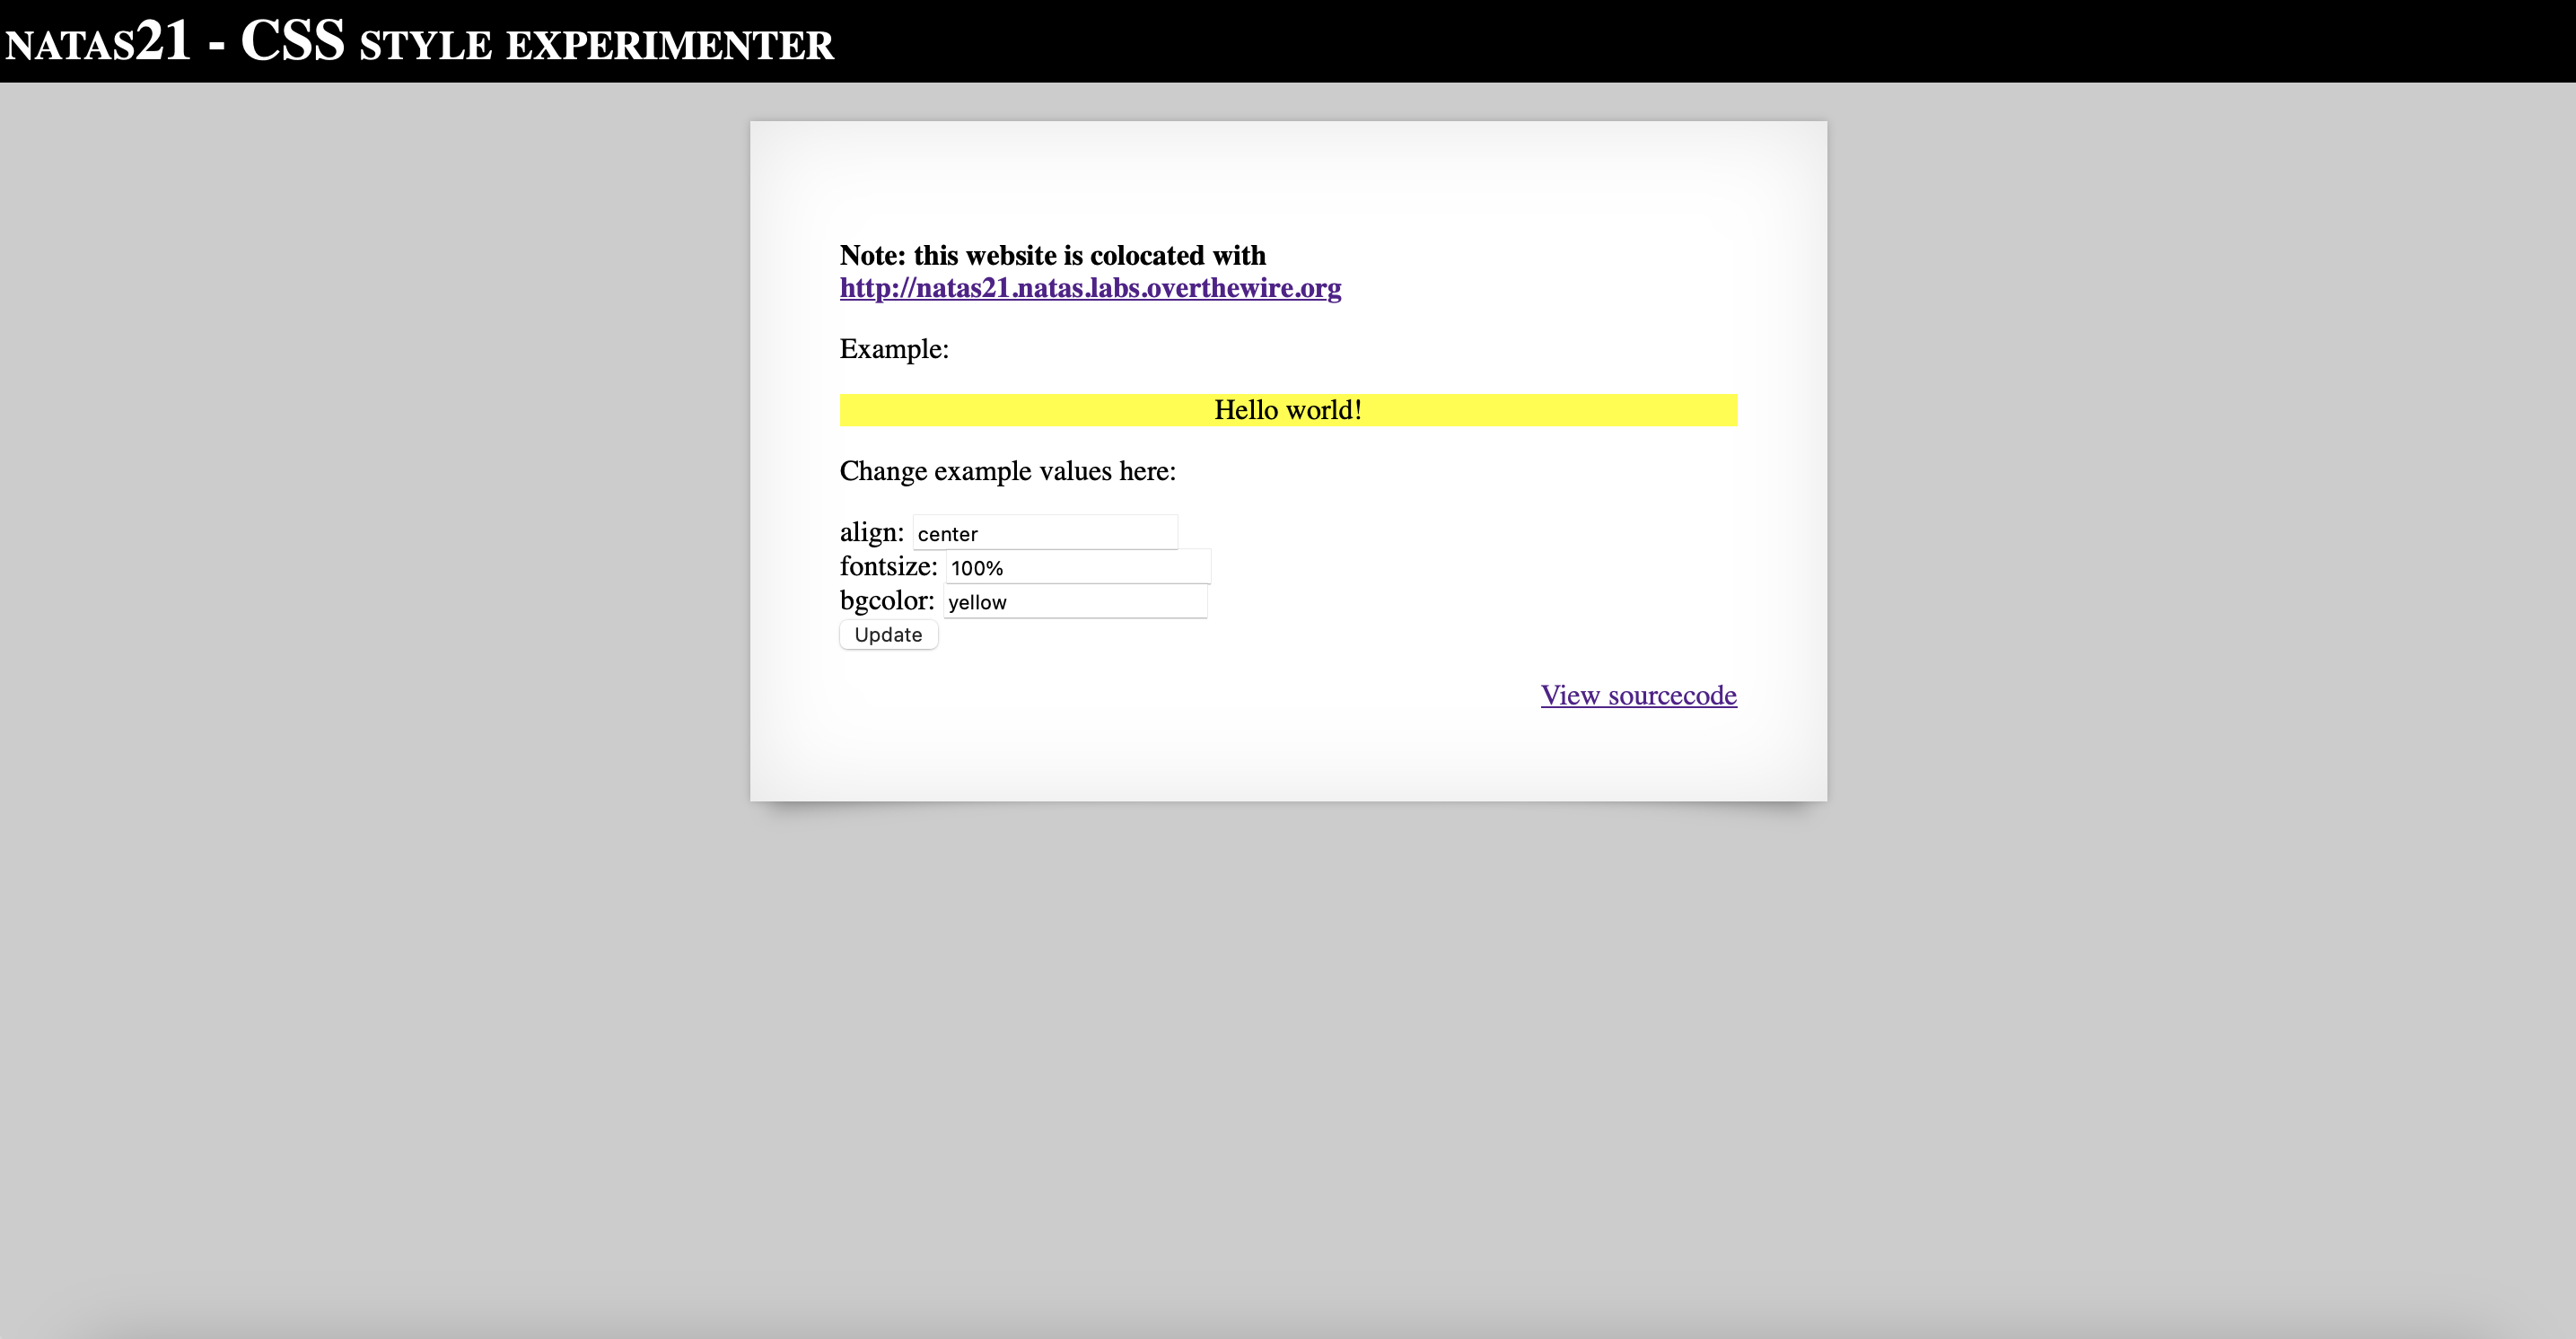 natas21 - CSS style experimenter
Note: this website is colocated with
http://natas21.natas.labs.overthewire.org
Example:
Hello world!
Change example values here:
align: center
fontsize: 100%
bgcolor: yellow
Update
View sourcecode